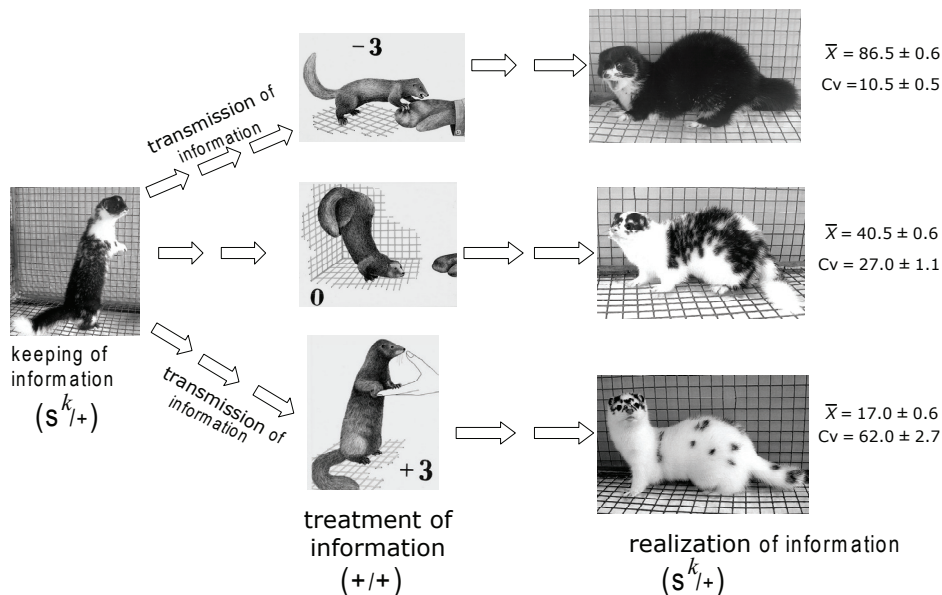 − 3
X̅ = 86.5 ± 0.6
Cv = 10.5 ± 0.5
transmission of
information
0
X̅ = 40.5 ± 0.6
Cv = 27.0 ± 1.1
keeping of
information
(s^k/+)
transmission of
information
+ 3
X̅ = 17.0 ± 0.6
Cv = 62.0 ± 2.7
treatment of
information
(+/+)
realization of information
(s^k/+)